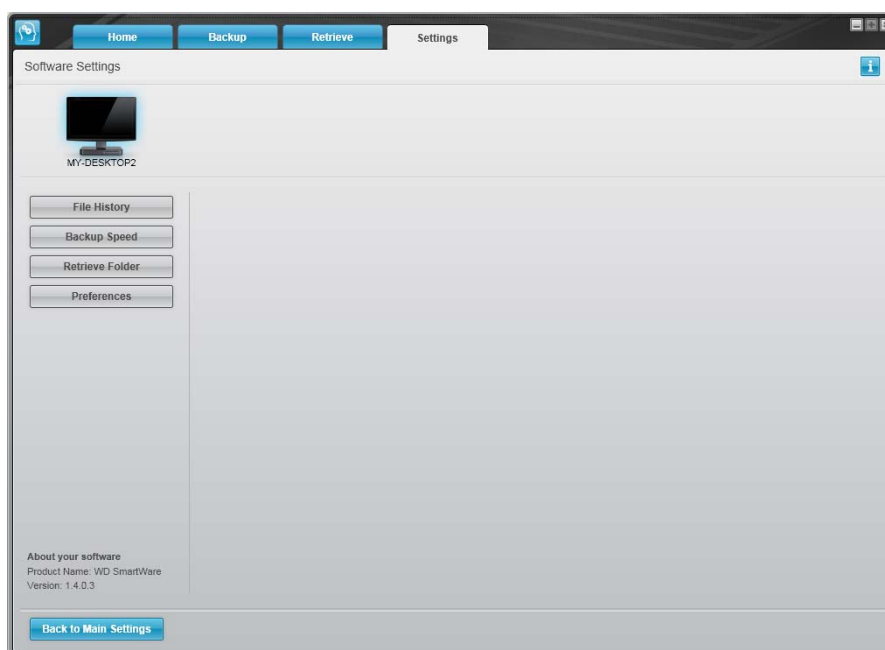 Home Backup Retrieve Settings
Software Settings
i
MY-DESKTOP2
File History
Backup Speed
Retrieve Folder
Preferences
About your software
Product Name: WD SmartWare
Version: 1.4.0.3
Back to Main Settings